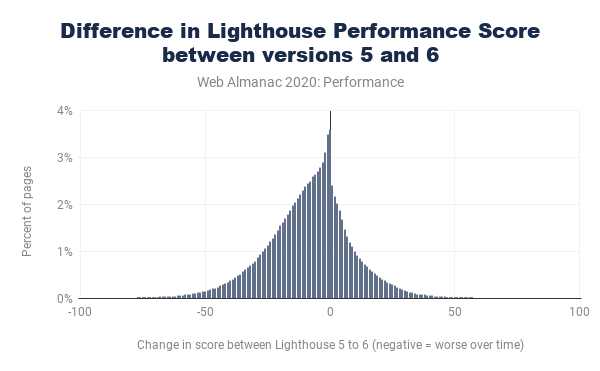 Difference in Lighthouse Performance Score
between versions 5 and 6
Web Almanac 2020: Performance
4%
3%
2%
1%
0%
Percent of pages
-100
-50
0
50
100
Change in score between Lighthouse 5 to 6 (negative = worse over time)